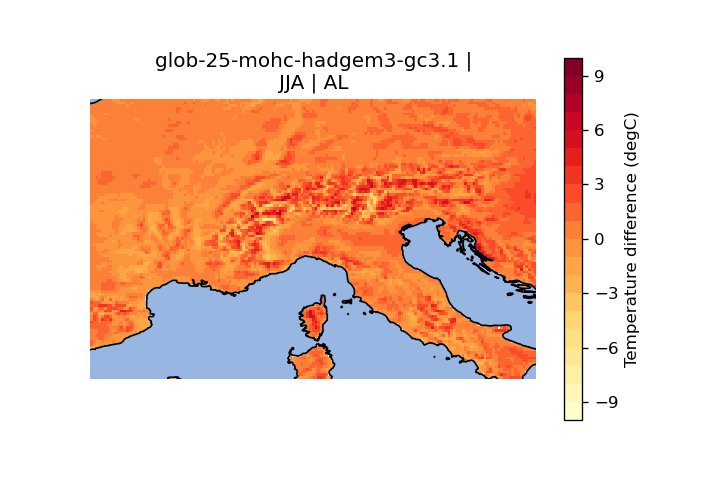 glob-25-mohc-hadgem3-gc3.1 |
JJA | AL
9
6
3
0
−3
−6
−9
Temperature difference (degC)